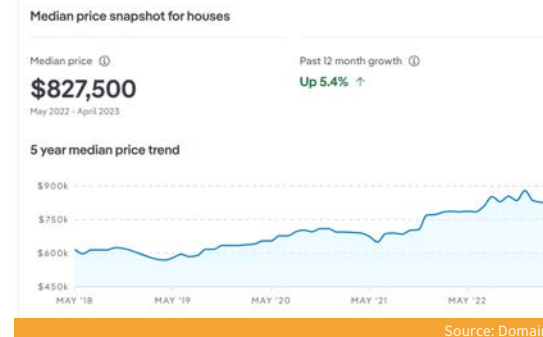 Median price snapshot for houses
Median price ⓘ
Past 12 month growth ⓘ
$827,500
Up 5.4% ↑
May 2022 - April 2023
5 year median price trend
$900k
$750k
$600k
$450k
MAY '18 MAY '19 MAY '20 MAY '21 MAY '22
Source: Domain